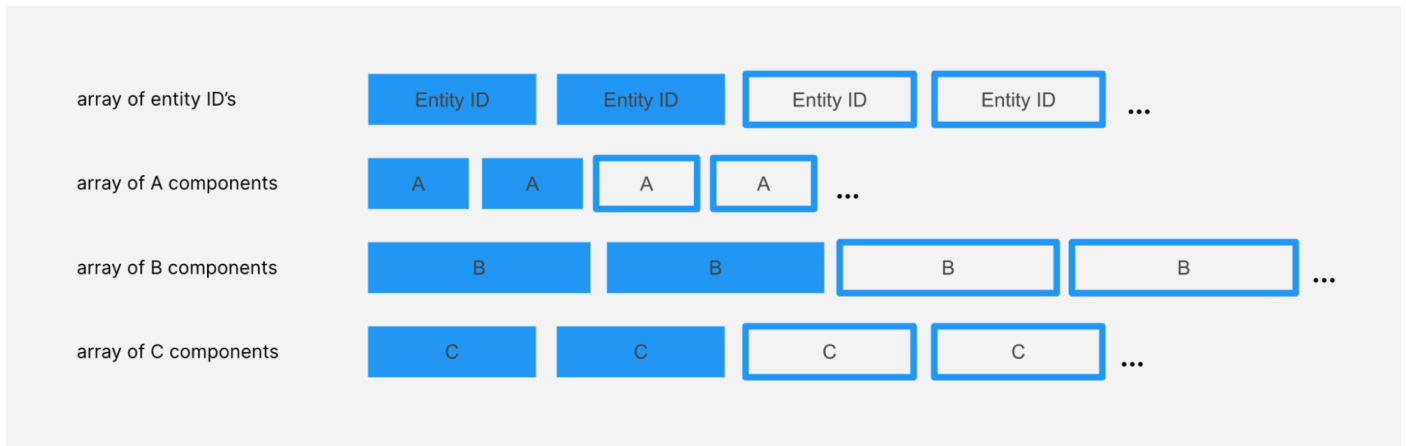 array of entity ID’s Entity ID Entity ID Entity ID Entity ID ...
array of A components A A A A ...
array of B components B B B B ...
array of C components C C C C ...